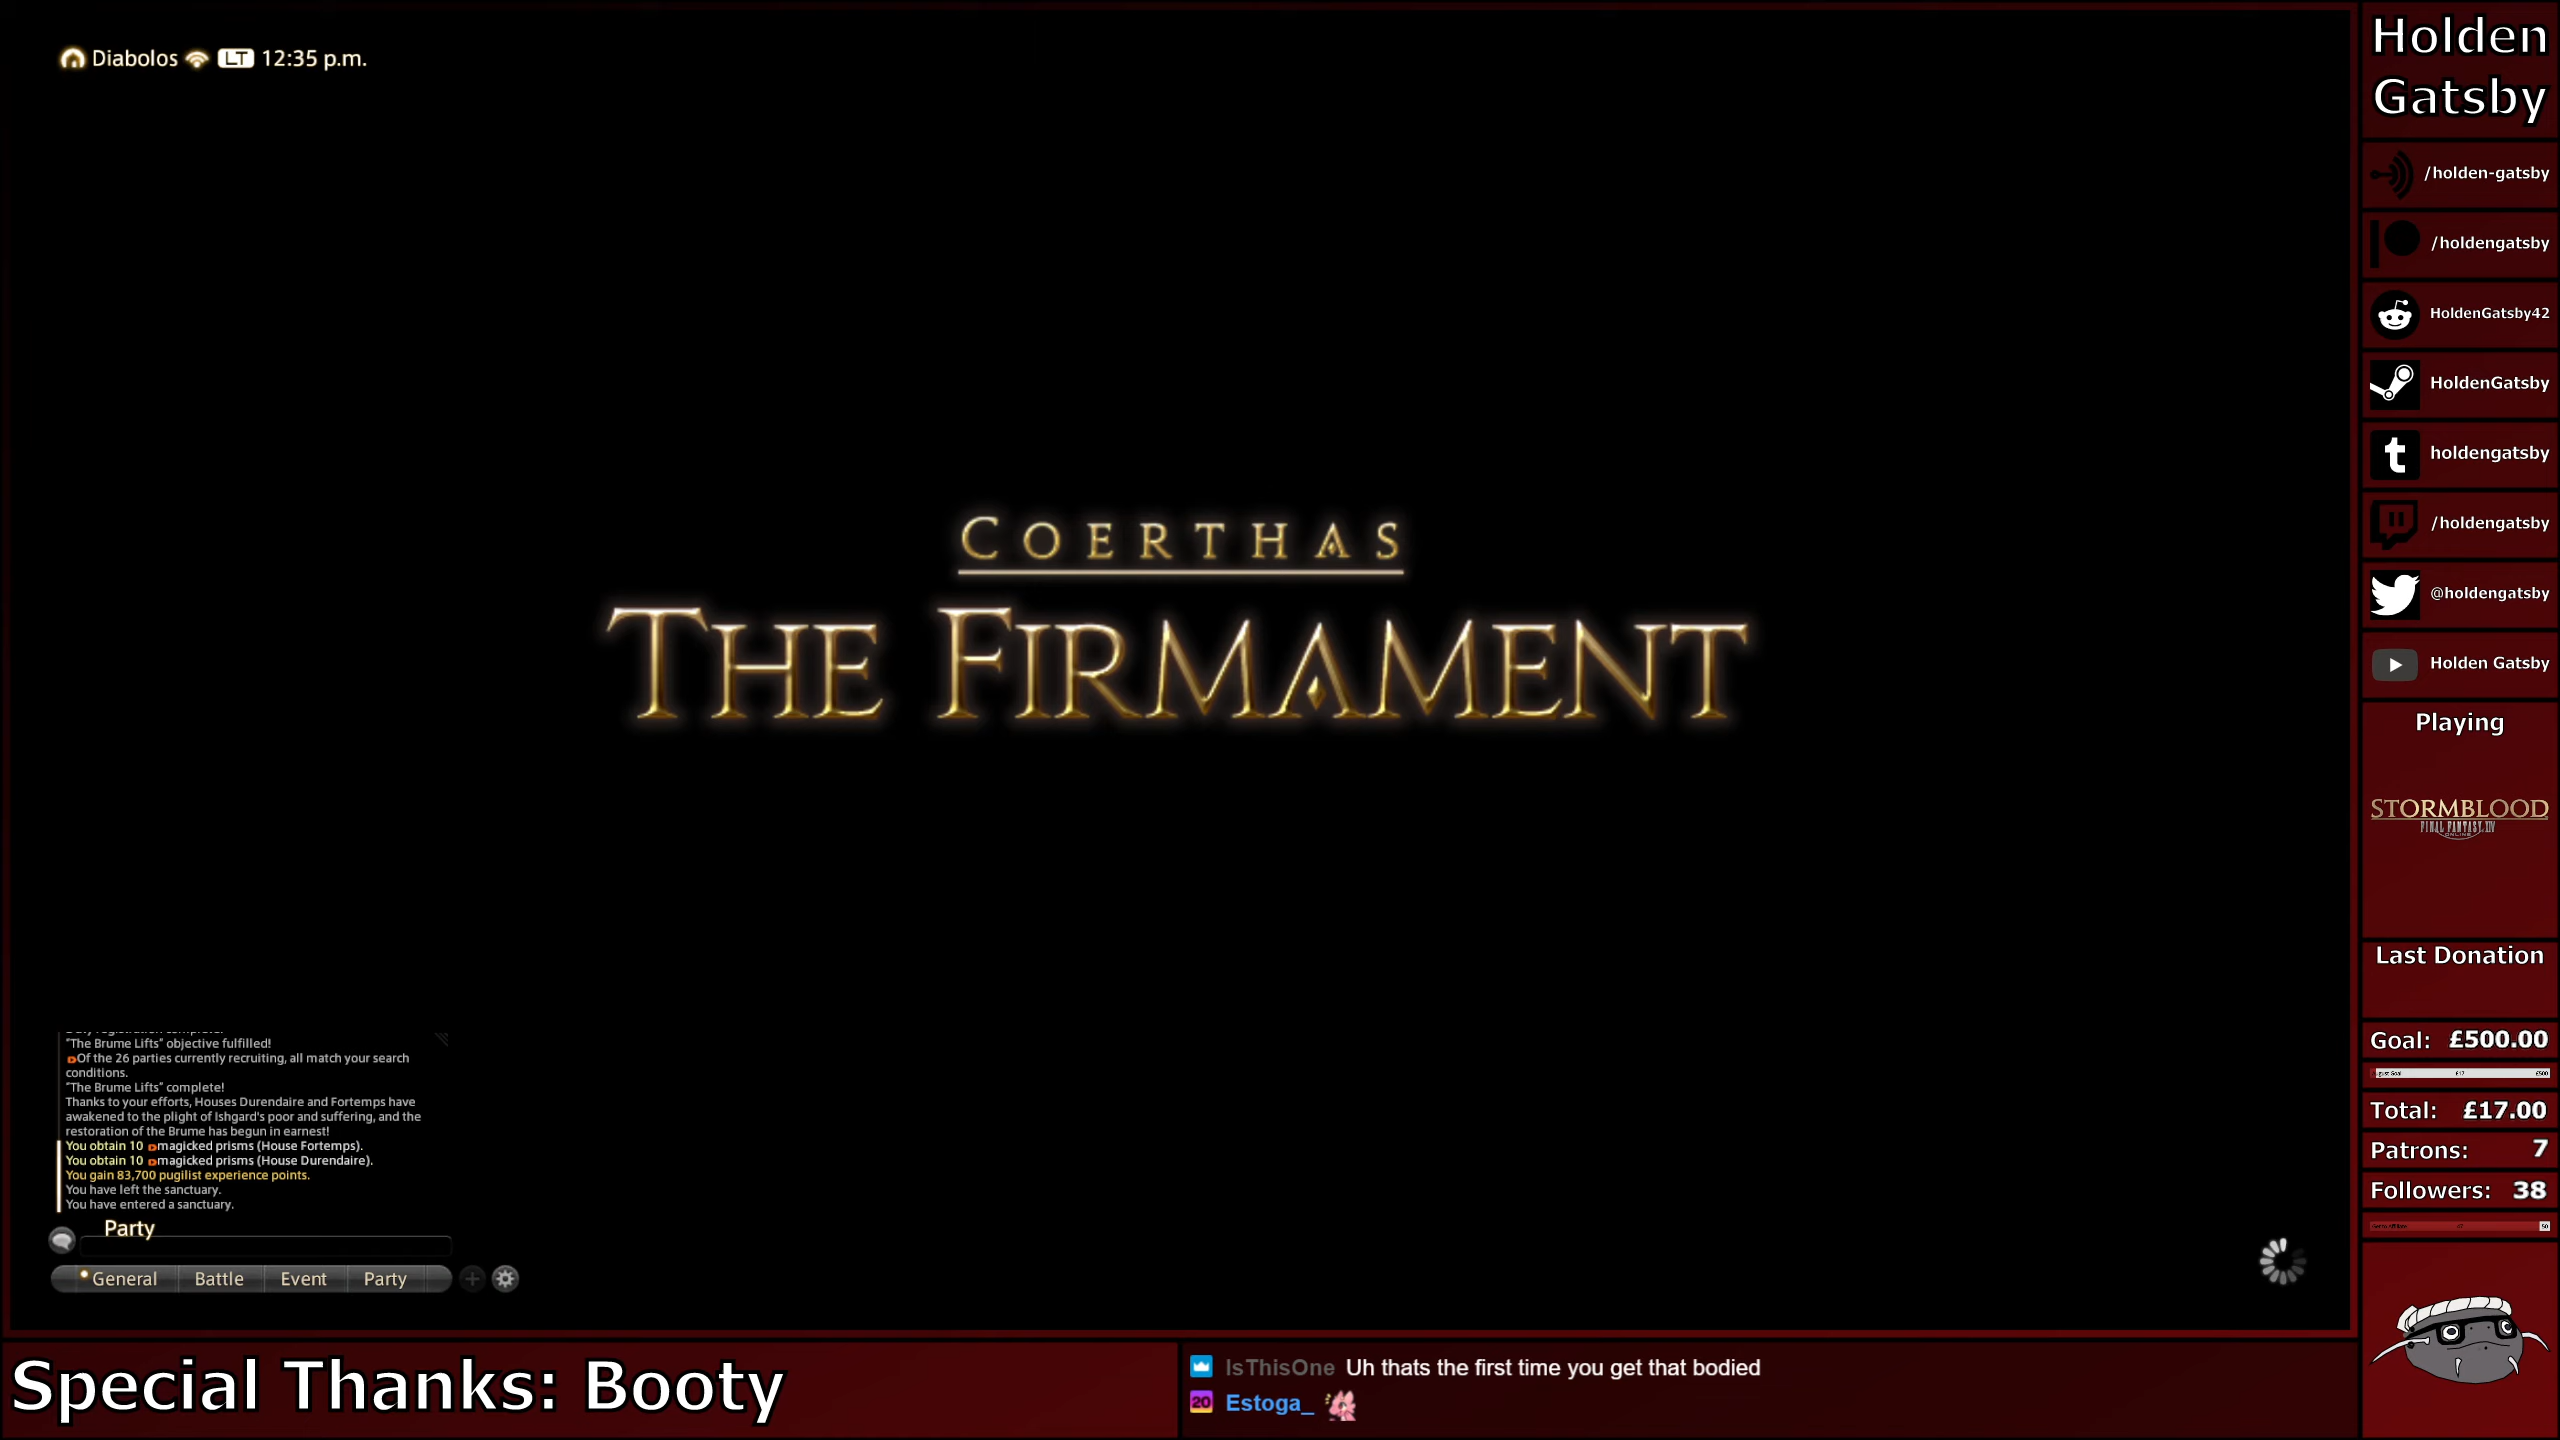 Diabolos LT 12:35 p.m.
COERTHAS
THE FIRMAMENT
"The Brume Lifts" objective fulfilled!
Of the 26 parties currently recruiting, all match your search
conditions.
"The Brume Lifts" complete!
Thanks to your efforts, Houses Durendaire and Fortemps have
awakened to the plight of Ishgard's poor and suffering, and the
restoration of the Brume has begun in earnest!
You obtain 10 magicked prisms (House Fortemps).
You obtain 10 magicked prisms (House Durendaire).
You gain 83,700 pugilist experience points.
You have left the sanctuary.
You have entered a sanctuary.
Party
General Battle Event Party
Special Thanks: Booty
IsThisOne Uh thats the first time you get that bodied
20 Estoga_
Holden
Gatsby
/holden-gatsby
/holdengatsby
HoldenGatsby42
HoldenGatsby
holdengatsby
/holdengatsby
@holdengatsby
Holden Gatsby
Playing
STORMBLOOD
FINAL FANTASY XIV
ONLINE
Last Donation
Goal: £500.00
August Goal £17 £500
Total: £17.00
Patrons: 7
Followers: 38
50